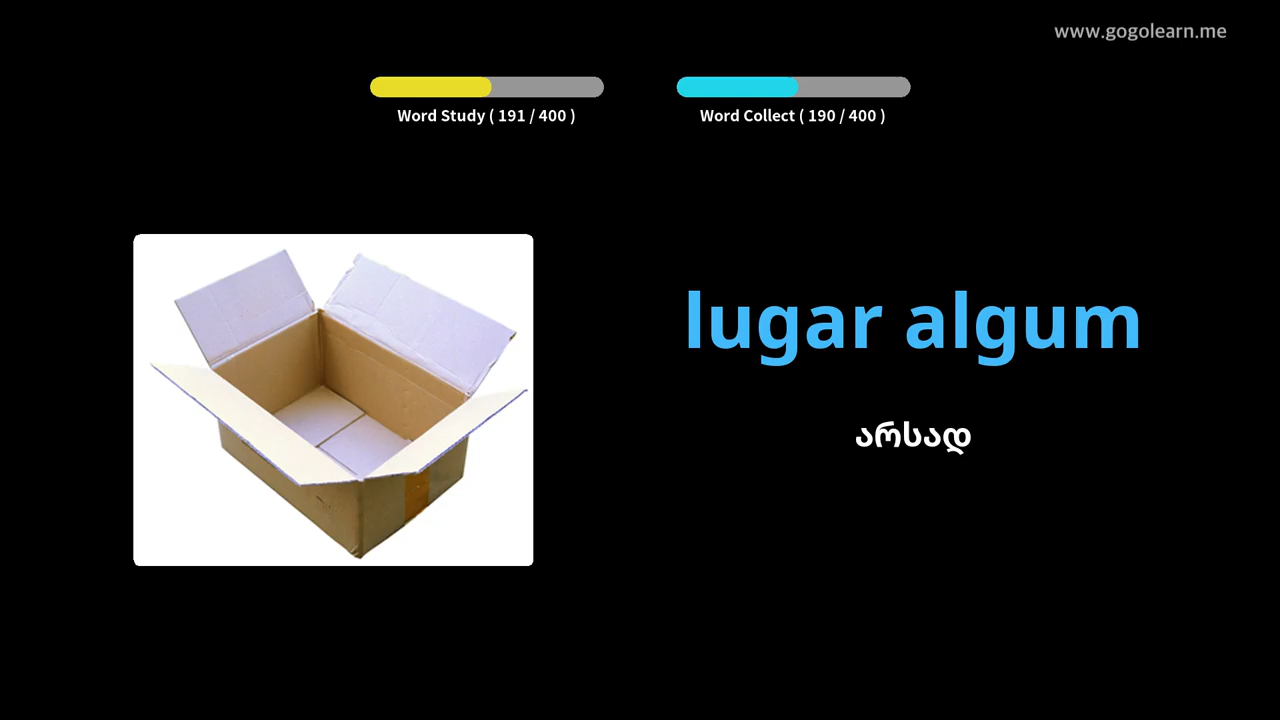 www.gogolearn.me
Word Study ( 191 / 400 )
Word Collect ( 190 / 400 )
lugar algum
არსად